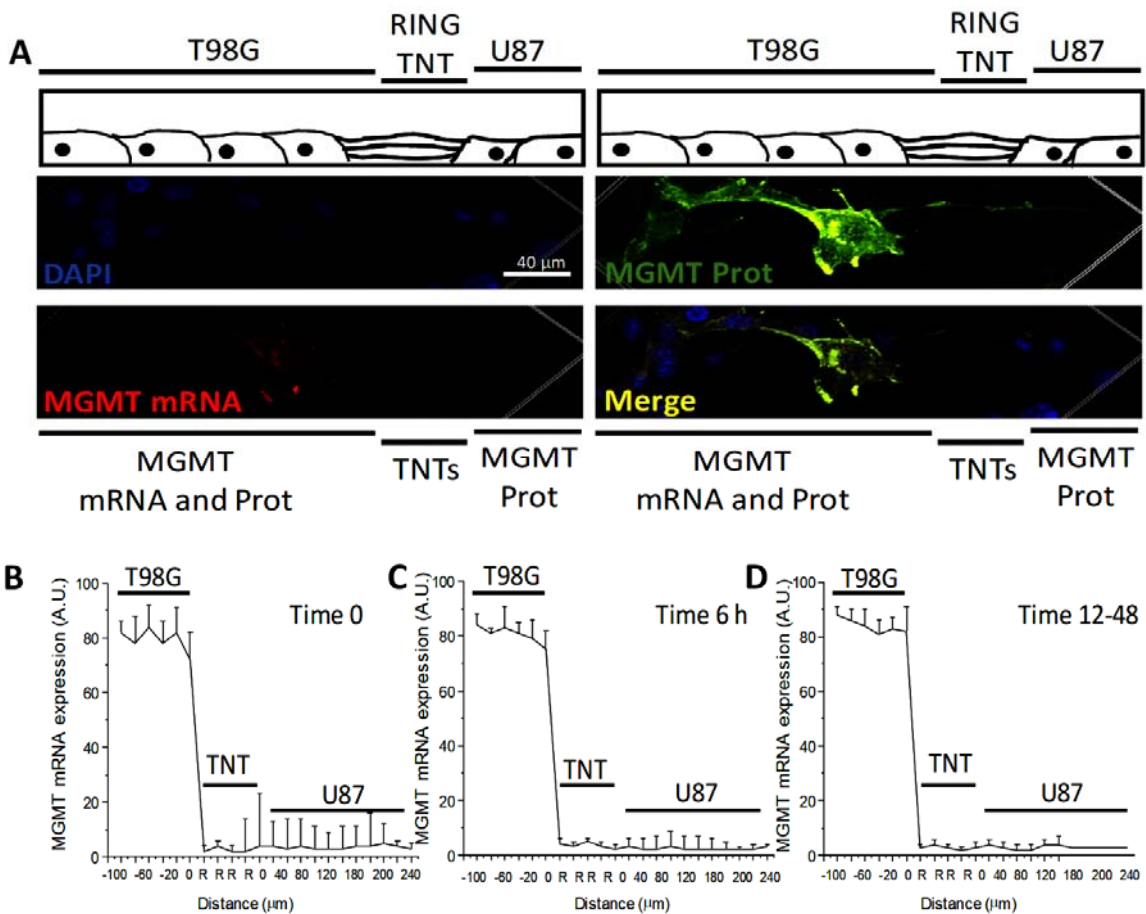 A
T98G
RING
TNT
U87
T98G
RING
TNT
U87
DAPI
40 µm
MGMT Prot
MGMT mRNA
Merge
MGMT
mRNA and Prot
TNTs
MGMT
Prot
MGMT
mRNA and Prot
TNTs
MGMT
Prot
B
MGMT mRNA expression (A.U.)
100
80
60
40
20
0
T98G
Time 0
TNT
U87
-100 -60 -20 0 R R R R 0 40 80 120 160 200 240
Distance (µm)
C
MGMT mRNA expression (A.U.)
100
80
60
40
20
0
T98G
Time 6 h
TNT
U87
-100 -60 -20 0 R R R R 0 40 80 120 160 200 240
Distance (µm)
D
MGMT mRNA expression (A.U.)
100
80
60
40
20
0
T98G
Time 12-48
TNT
U87
-100 -60 -20 0 R R R R 0 40 80 120 160 200 240
Distance (µm)